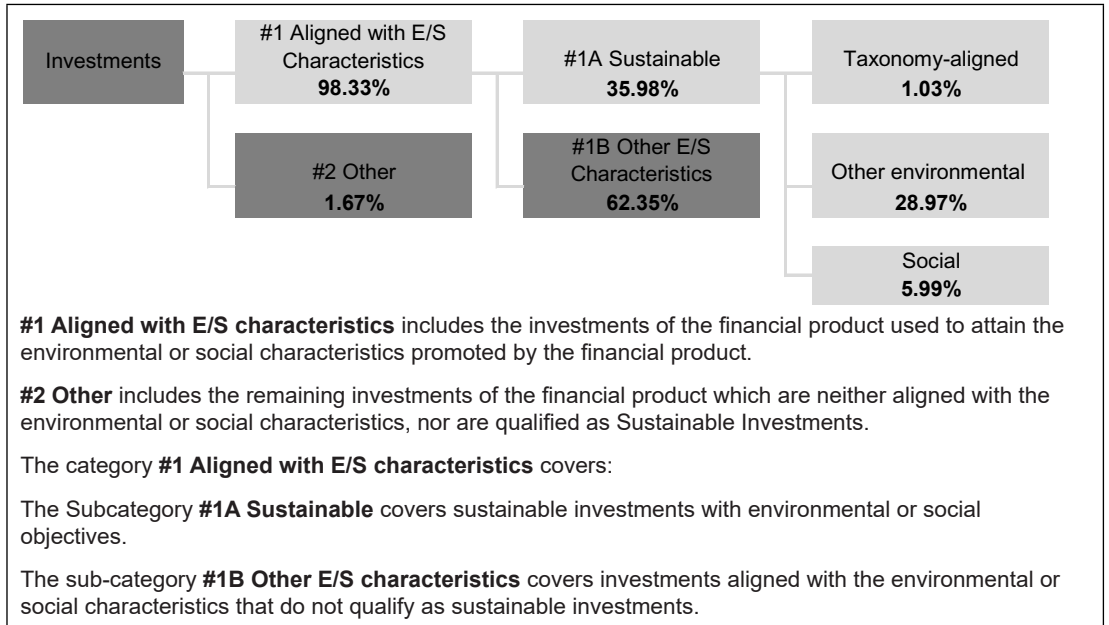 Investments
#1 Aligned with E/S
Characteristics
98.33%
#1A Sustainable
35.98%
Taxonomy-aligned
1.03%
#2 Other
1.67%
#1B Other E/S
Characteristics
62.35%
Other environmental
28.97%
Social
5.99%
#1 Aligned with E/S characteristics includes the investments of the financial product used to attain the
environmental or social characteristics promoted by the financial product.
#2 Other includes the remaining investments of the financial product which are neither aligned with the
environmental or social characteristics, nor are qualified as Sustainable Investments.
The category #1 Aligned with E/S characteristics covers:
The Subcategory #1A Sustainable covers sustainable investments with environmental or social
objectives.
The sub-category #1B Other E/S characteristics covers investments aligned with the environmental or
social characteristics that do not qualify as sustainable investments.